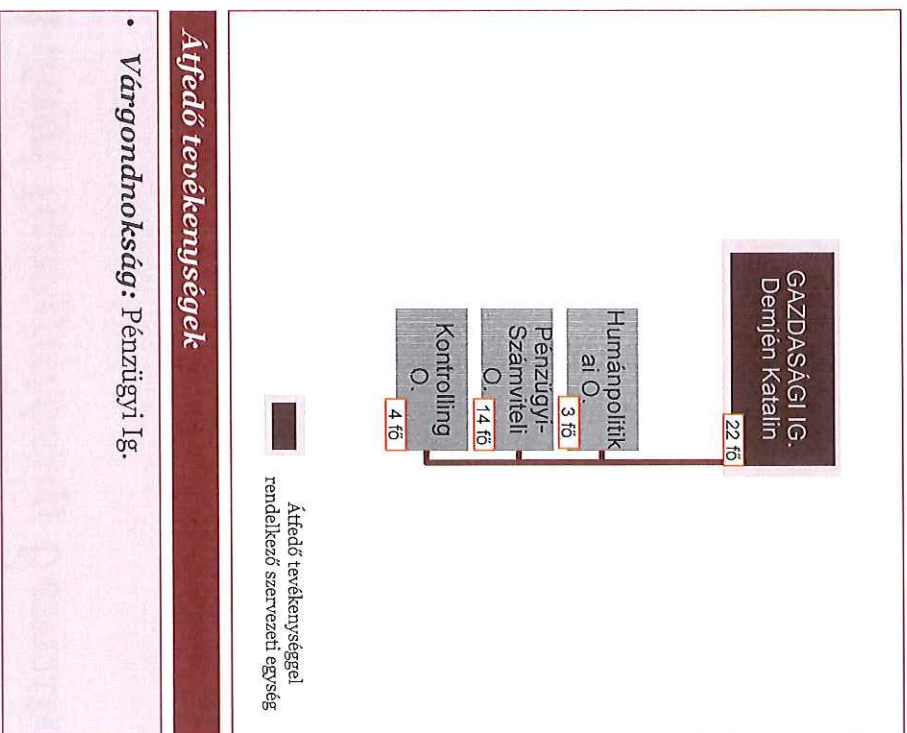 GAZDASÁGI IG.
Demjén Katalin
22 fő
Humánpolitik
ai O.
3 fő
Pénzügyi-
Számviteli
O.
14 fő
Kontrolling
O.
4 fő
Átfedő tevékenységgel
rendelkező szervezeti egység
Átfedő tevékenységek
• Várgondnokság: Pénzügyi Ig.